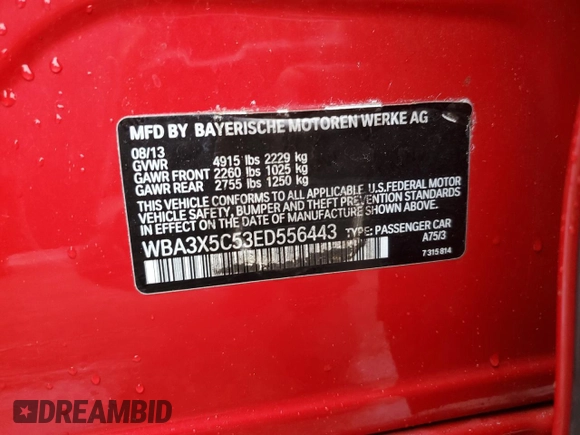 MFD BY BAYERISCHE MOTOREN WERKE AG
08/13
GVWR 4915 lbs 2229 kg
GAWR FRONT 2260 lbs 1025 kg
GAWR REAR 2755 lbs 1250 kg
THIS VEHICLE CONFORMS TO ALL APPLICABLE U.S.FEDERAL MOTOR
VEHICLE SAFETY, BUMPER AND THEFT PREVENTION STANDARDS
IN EFFECT ON THE DATE OF MANUFACTURE SHOWN ABOVE.
WBA3X5C53ED556443 TYPE: PASSENGER CAR
A75/3
7 315 814
DREAMBID